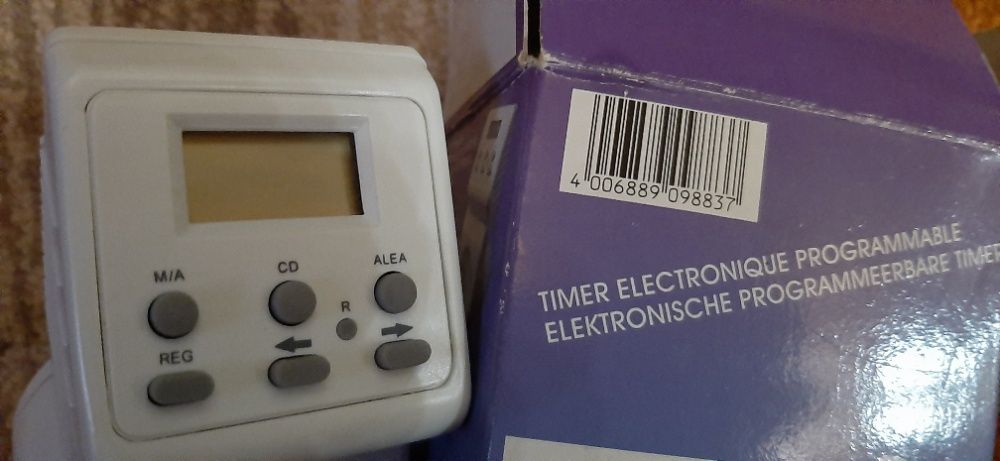 M/A
CD
ALEA
R
REG
4 006889 098837
TIMER ELECTRONIQUE PROGRAMMABLE
ELEKTRONISCHE PROGRAMMEERBARE TIMER